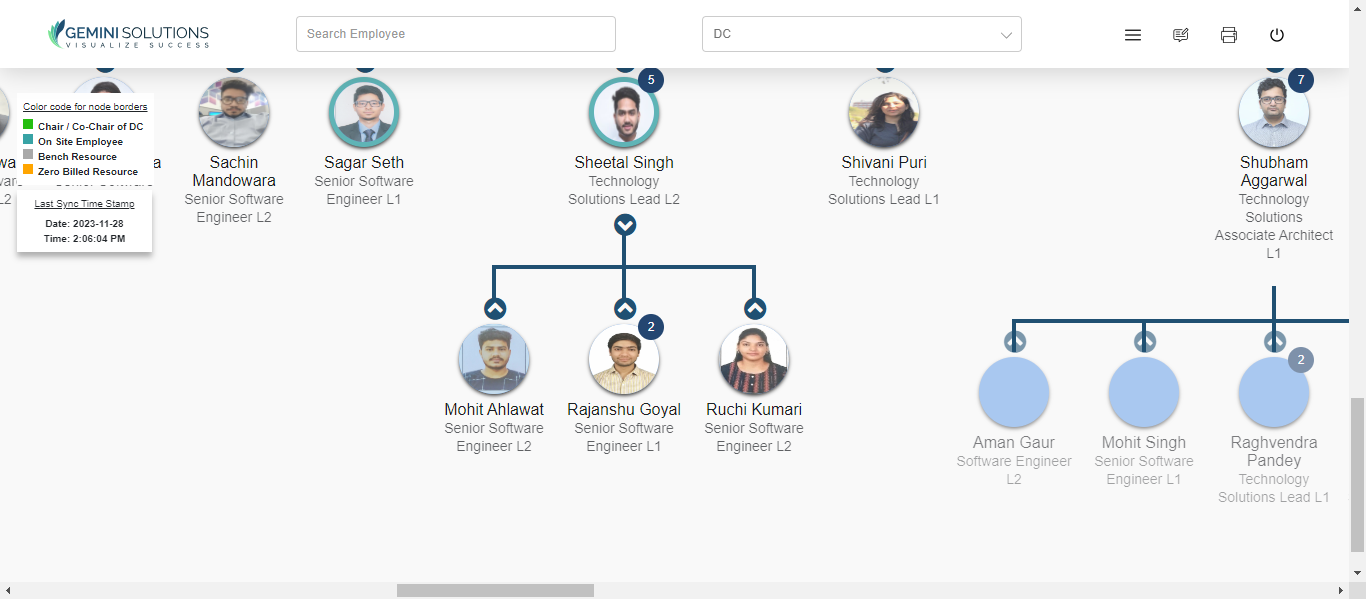 GEMINI SOLUTIONS
VISUALIZE SUCCESS
Search Employee
DC
Color code for node borders
Chair / Co-Chair of DC
On Site Employee
Bench Resource
Zero Billed Resource
Last Sync Time Stamp
Date: 2023-11-28
Time: 2:06:04 PM
L2
Sachin
Mandowara
Senior Software
Engineer L2
Sagar Seth
Senior Software
Engineer L1
5
Sheetal Singh
Technology
Solutions Lead L2
Shivani Puri
Technology
Solutions Lead L1
7
Shubham
Aggarwal
Technology
Solutions
Associate Architect
L1
Mohit Ahlawat
Senior Software
Engineer L2
2
Rajanshu Goyal
Senior Software
Engineer L1
Ruchi Kumari
Senior Software
Engineer L2
Aman Gaur
Software Engineer
L2
Mohit Singh
Senior Software
Engineer L1
2
Raghvendra
Pandey
Technology
Solutions Lead L1